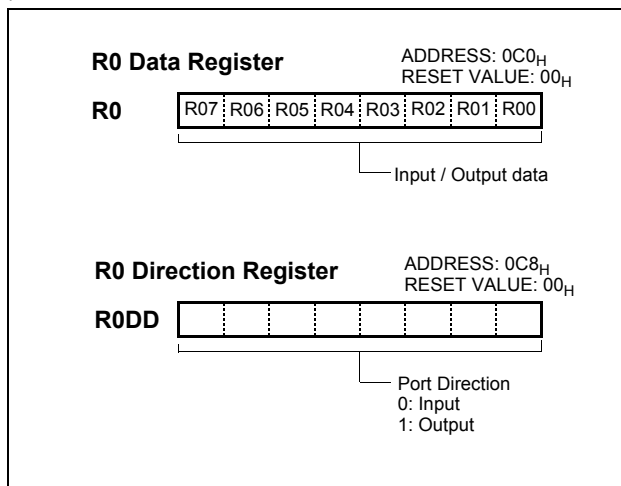 R0 Data Register
ADDRESS: 0C0H
RESET VALUE: 00H
R0
R07 R06 R05 R04 R03 R02 R01 R00
Input / Output data
R0 Direction Register
ADDRESS: 0C8H
RESET VALUE: 00H
R0DD
Port Direction
0: Input
1: Output